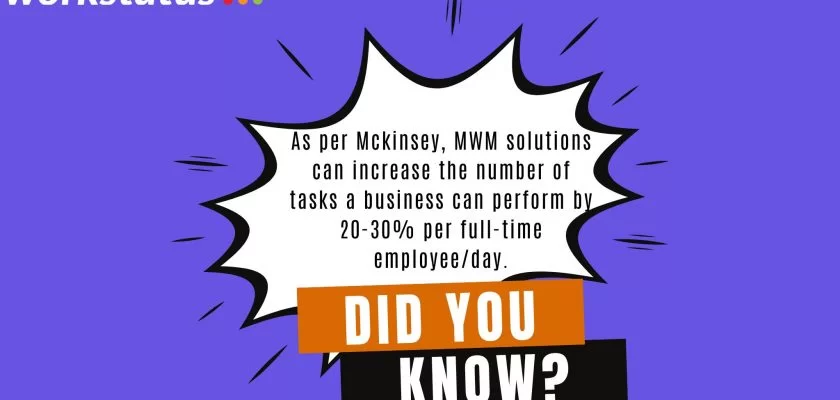 workstatus
As per Mckinsey, MWM solutions
can increase the number of
tasks a business can perform by
20-30% per full-time
employee/day.
DID YOU
KNOW?